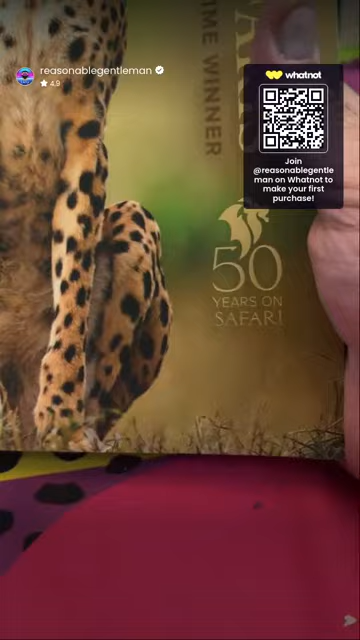 reasonablegentleman
4.9
whatnot
Join
@reasonablegentle
man on Whatnot to
make your first
purchase!
IME WINNER
50
YEARS ON
SAFARI